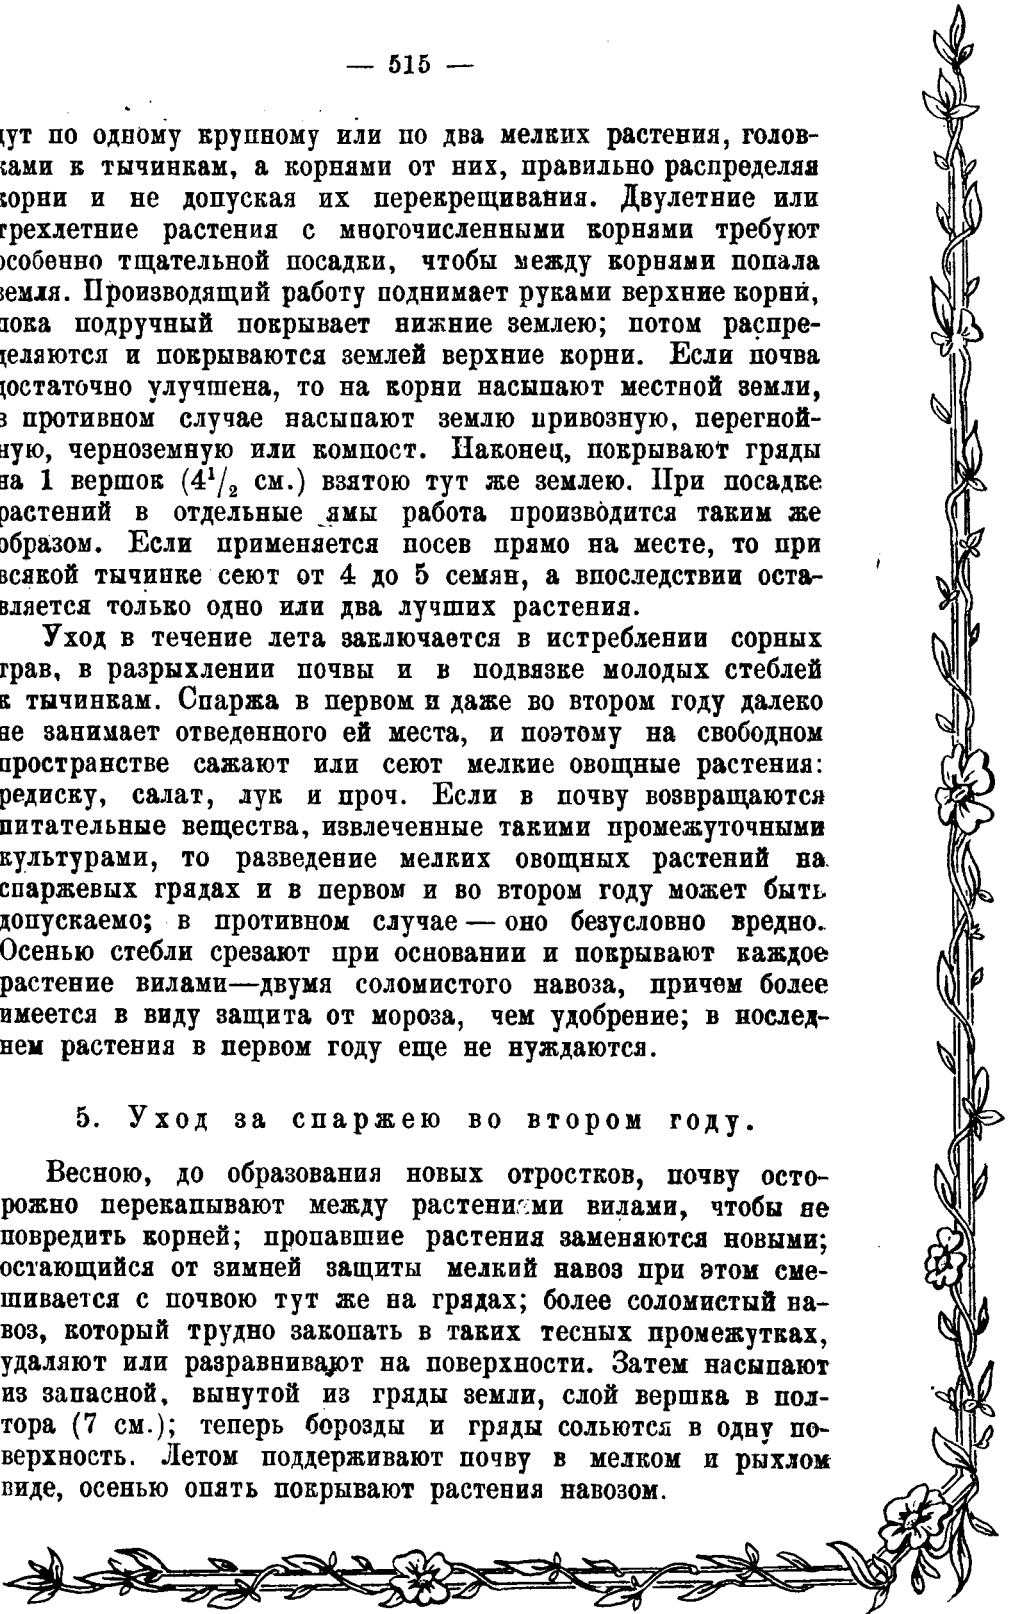 — 515 —
дут по одному крупному или по два мелких растения, голов-
ками к тычинкам, а корнями от них, правильно распределяя
корни и не допуская их перекрещивания. Двулетние или
трехлетние растения с многочисленными корнями требуют
особенно тщательной посадки, чтобы между корнями попала
земля. Производящий работу поднимает руками верхние корни,
пока подручный покрывает нижние землею; потом распре-
деляются и покрываются землей верхние корни. Если почва
достаточно улучшена, то на корни насыпают местной земли,
в противном случае насыпают землю привозную, перегной-
ную, черноземную или компост. Наконец, покрывают гряды
на 1 вершок (4¹/₂ см.) взятою тут же землею. При посадке
растений в отдельные ямы работа производится таким же
образом. Если применяется посев прямо на месте, то при
всякой тычинке сеют от 4 до 5 семян, а впоследствии оста-
вляется только одно или два лучших растения.
Уход в течение лета заключается в истреблении сорных
трав, в разрыхлении почвы и в подвязке молодых стеблей
к тычинкам. Спаржа в первом и даже во втором году далеко
не занимает отведенного ей места, и поэтому на свободном
пространстве сажают или сеют мелкие овощные растения:
редиску, салат, лук и проч. Если в почву возвращаются
питательные вещества, извлеченные такими промежуточными
культурами, то разведение мелких овощных растений на
спаржевых грядах и в первом и во втором году может быть
допускаемо; в противном случае — оно безусловно вредно.
Осенью стебли срезают при основании и покрывают каждое
растение вилами—двумя соломистого навоза, причем более
имеется в виду защита от мороза, чем удобрение; в послед-
нем растения в первом году еще не нуждаются.
5. Уход за спаржею во втором году.
Весною, до образования новых отростков, почву осто-
рожно перекапывают между растениями вилами, чтобы не
повредить корней; пропавшие растения заменяются новыми;
остающийся от зимней защиты мелкий навоз при этом сме-
шивается с почвою тут же на грядах; более соломистый на-
воз, который трудно закопать в таких тесных промежутках,
удаляют или разравнивают на поверхности. Затем насыпают
из запасной, вынутой из гряды земли, слой вершка в пол-
тора (7 см.); теперь борозды и гряды сольются в одну по-
верхность. Летом поддерживают почву в мелком и рыхлом
виде, осенью опять покрывают растения навозом.